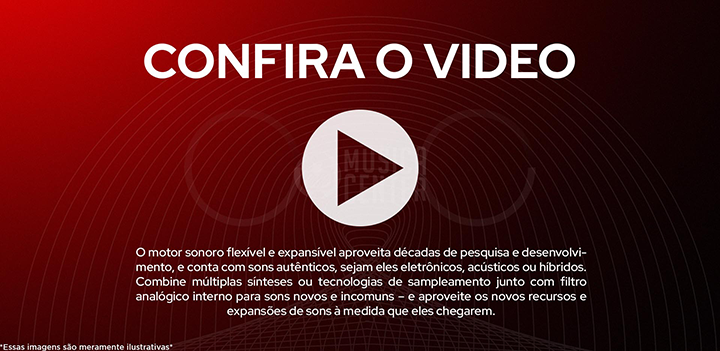 CONFIRA O VIDEO
MUSIC
CENTER
O motor sonoro flexível e expansível aproveita décadas de pesquisa e desenvolvi-
mento, e conta com sons autênticos, sejam eles eletrônicos, acústicos ou híbridos.
Combine múltiplas sínteses ou tecnologias de sampleamento junto com filtro
analógico interno para sons novos e incomuns – e aproveite os novos recursos e
expansões de sons à medida que eles chegarem.
*Essas imagens são meramente ilustrativas*